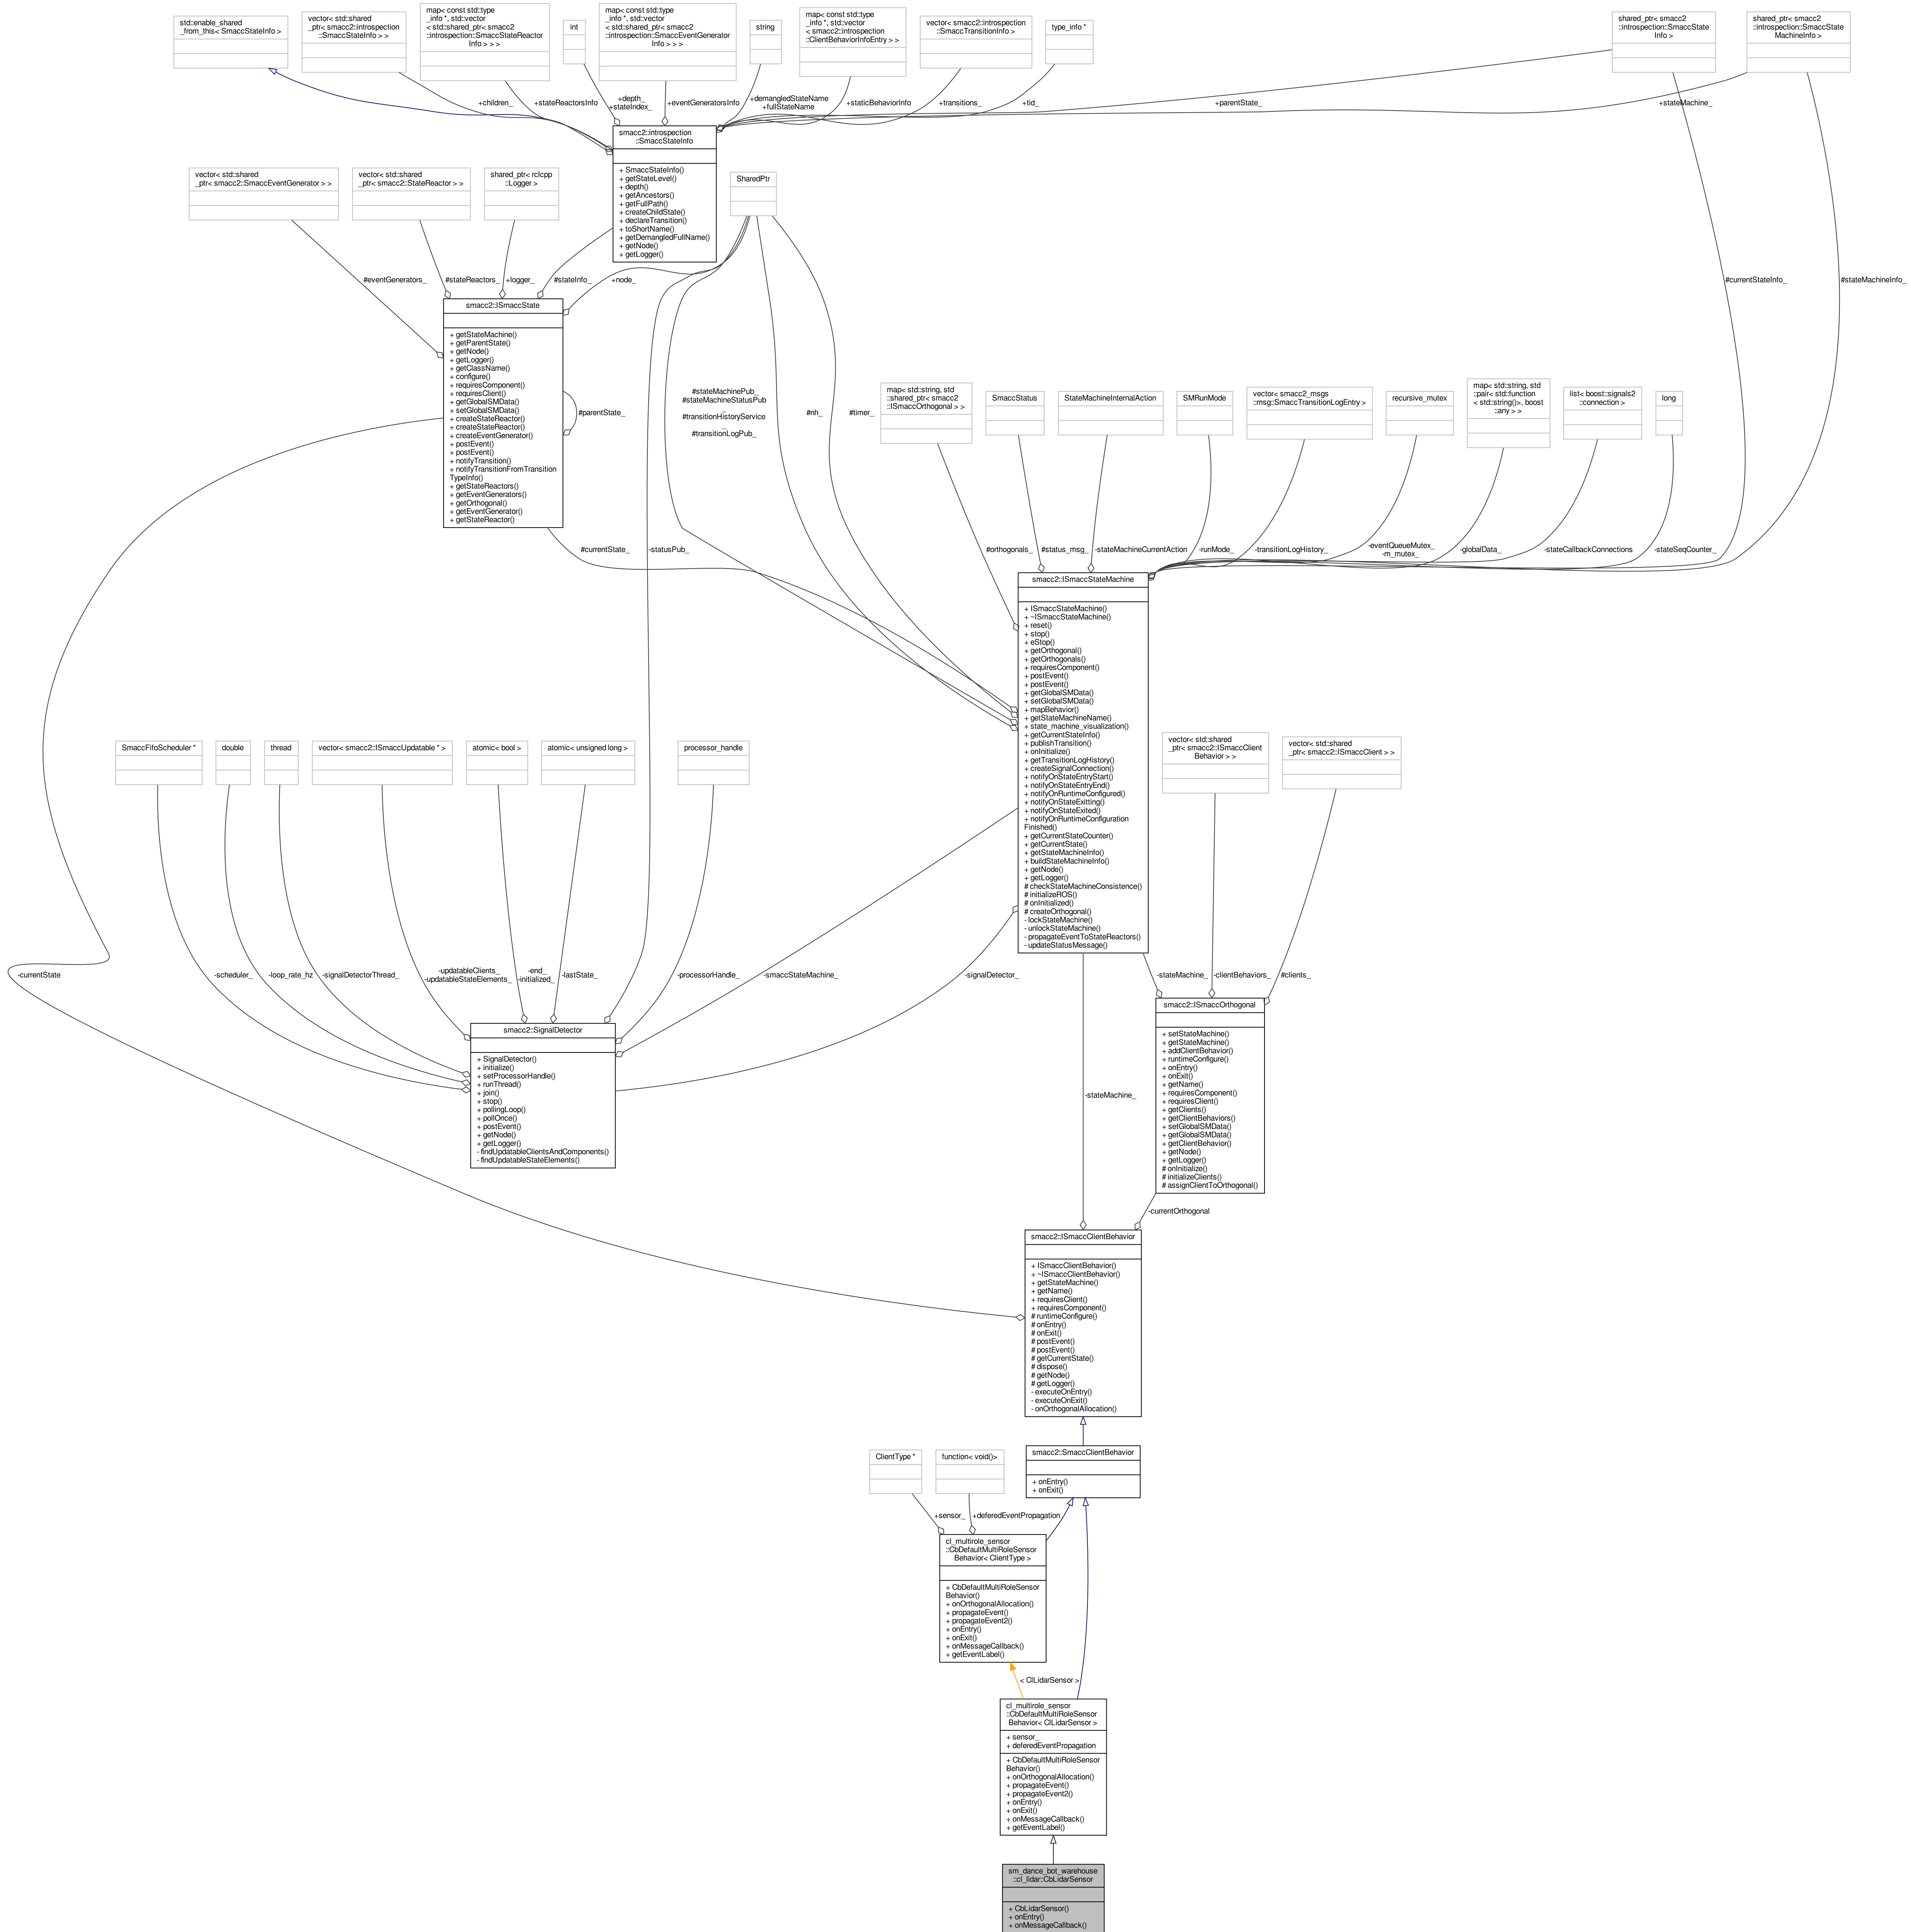 std::enable_shared
_from_this< SmaccStateInfo >
vector< std::shared
_ptr< smacc2::introspection
::SmaccStateInfo > >
map< const std::type
_info *, std::vector
< std::shared_ptr< smacc2
::introspection::SmaccStateReactor
Info > > >
int
map< const std::type
_info *, std::vector
< std::shared_ptr< smacc2
::introspection::SmaccEventGenerator
Info > > >
string
map< const std::type
_info *, std::vector
< smacc2::introspection
::ClientBehaviorInfoEntry > >
vector< smacc2::introspection
::SmaccTransitionInfo >
type_info *
shared_ptr< smacc2
::introspection::SmaccState
Info >
shared_ptr< smacc2
::introspection::SmaccState
MachineInfo >
+children_
+stateReactorsInfo
+depth_
+stateIndex_
+eventGeneratorsInfo
+demangledStateName
+fullStateName
+staticBehaviorInfo
+transitions_
+tid_
+parentState_
+stateMachine_
smacc2::introspection
::SmaccStateInfo
+ SmaccStateInfo()
+ getStateLevel()
+ depth()
+ getAncestors()
+ getFullPath()
+ createChildState()
+ declareTransition()
+ toShortName()
+ getDemangledFullName()
+ getNode()
+ getLogger()
vector< std::shared
_ptr< smacc2::SmaccEventGenerator > >
vector< std::shared
_ptr< smacc2::StateReactor > >
shared_ptr< rclcpp
::Logger >
SharedPtr
#eventGenerators_
#stateReactors_
+logger_
#stateInfo_
+node_
#currentStateInfo_
#stateMachineInfo_
smacc2::ISmaccState
+ getStateMachine()
+ getParentState()
+ getNode()
+ getLogger()
+ getClassName()
+ configure()
+ requiresComponent()
+ requiresClient()
+ getGlobalSMData()
+ setGlobalSMData()
+ createStateReactor()
+ createStateReactor()
+ createEventGenerator()
+ postEvent()
+ postEvent()
+ notifyTransition()
+ notifyTransitionFromTransition
TypeInfo()
+ getStateReactors()
+ getEventGenerators()
+ getOrthogonal()
+ getEventGenerator()
+ getStateReactor()
#parentState_
#stateMachinePub_
#stateMachineStatusPub
_
#transitionHistoryService
_
#transitionLogPub_
#nh_
#timer_
map< std::string, std
::shared_ptr< smacc2
::ISmaccOrthogonal > >
SmaccStatus
StateMachineInternalAction
SMRunMode
vector< smacc2_msgs
::msg::SmaccTransitionLogEntry >
recursive_mutex
map< std::string, std
::pair< std::function
< std::string()>, boost
::any > >
list< boost::signals2
::connection >
long
#currentState_
-statusPub_
#orthogonals_
#status_msg_
-stateMachineCurrentAction
-runMode_
-transitionLogHistory_
-eventQueueMutex_
-m_mutex_
-globalData_
-stateCallbackConnections
-stateSeqCounter_
smacc2::ISmaccStateMachine
+ ISmaccStateMachine()
+ ~ISmaccStateMachine()
+ reset()
+ stop()
+ eStop()
+ getOrthogonal()
+ getOrthogonals()
+ requiresComponent()
+ postEvent()
+ postEvent()
+ getGlobalSMData()
+ setGlobalSMData()
+ mapBehavior()
+ getStateMachineName()
+ state_machine_visualization()
+ getCurrentStateInfo()
+ publishTransition()
+ onInitialize()
+ getTransitionLogHistory()
+ createSignalConnection()
+ notifyOnStateEntryStart()
+ notifyOnStateEntryEnd()
+ notifyOnRuntimeConfigured()
+ notifyOnStateExitting()
+ notifyOnStateExited()
+ notifyOnRuntimeConfiguration
Finished()
+ getCurrentStateCounter()
+ getCurrentState()
+ getStateMachineInfo()
+ buildStateMachineInfo()
+ getNode()
+ getLogger()
# checkStateMachineConsistence()
# initializeROS()
# onInitialized()
# createOrthogonal()
- lockStateMachine()
- unlockStateMachine()
- propagateEventToStateReactors()
- updateStatusMessage()
SmaccFifoScheduler *
double
thread
vector< smacc2::ISmaccUpdatable * >
atomic< bool >
atomic< unsigned long >
processor_handle
vector< std::shared
_ptr< smacc2::ISmaccClient
Behavior > >
vector< std::shared
_ptr< smacc2::ISmaccClient > >
-currentState
-scheduler_
-loop_rate_hz
-signalDetectorThread_
-updatableClients_
-updatableStateElements_
-end_
-initialized_
-lastState_
-processorHandle_
-smaccStateMachine_
-signalDetector_
-stateMachine_
-clientBehaviors_
#clients_
smacc2::SignalDetector
+ SignalDetector()
+ initialize()
+ setProcessorHandle()
+ runThread()
+ join()
+ stop()
+ pollingLoop()
+ pollOnce()
+ postEvent()
+ getNode()
+ getLogger()
- findUpdatableClientsAndComponents()
- findUpdatableStateElements()
smacc2::ISmaccOrthogonal
+ setStateMachine()
+ getStateMachine()
+ addClientBehavior()
+ runtimeConfigure()
+ onEntry()
+ onExit()
+ getName()
+ requiresComponent()
+ requiresClient()
+ getClients()
+ getClientBehaviors()
+ setGlobalSMData()
+ getGlobalSMData()
+ getClientBehavior()
+ getNode()
+ getLogger()
# onInitialize()
# initializeClients()
# assignClientToOrthogonal()
-stateMachine_
-currentOrthogonal
smacc2::ISmaccClientBehavior
+ ISmaccClientBehavior()
+ ~ISmaccClientBehavior()
+ getStateMachine()
+ getName()
+ requiresClient()
+ requiresComponent()
# runtimeConfigure()
# onEntry()
# onExit()
# postEvent()
# postEvent()
# getCurrentState()
# dispose()
# getNode()
# getLogger()
- executeOnEntry()
- executeOnExit()
- onOrthogonalAllocation()
ClientType *
function< void()>
smacc2::SmaccClientBehavior
+ onEntry()
+ onExit()
+sensor_
+deferedEventPropagation
cl_multirole_sensor
::CbDefaultMultiRoleSensor
Behavior< ClientType >
+ CbDefaultMultiRoleSensor
Behavior()
+ onOrthogonalAllocation()
+ propagateEvent()
+ propagateEvent2()
+ onEntry()
+ onExit()
+ onMessageCallback()
+ getEventLabel()
< ClLidarSensor >
cl_multirole_sensor
::CbDefaultMultiRoleSensor
Behavior< ClLidarSensor >
+ sensor_
+ deferedEventPropagation
+ CbDefaultMultiRoleSensor
Behavior()
+ onOrthogonalAllocation()
+ propagateEvent()
+ propagateEvent2()
+ onEntry()
+ onExit()
+ onMessageCallback()
+ getEventLabel()
sm_dance_bot_warehouse
::cl_lidar::CbLidarSensor
+ CbLidarSensor()
+ onEntry()
+ onMessageCallback()